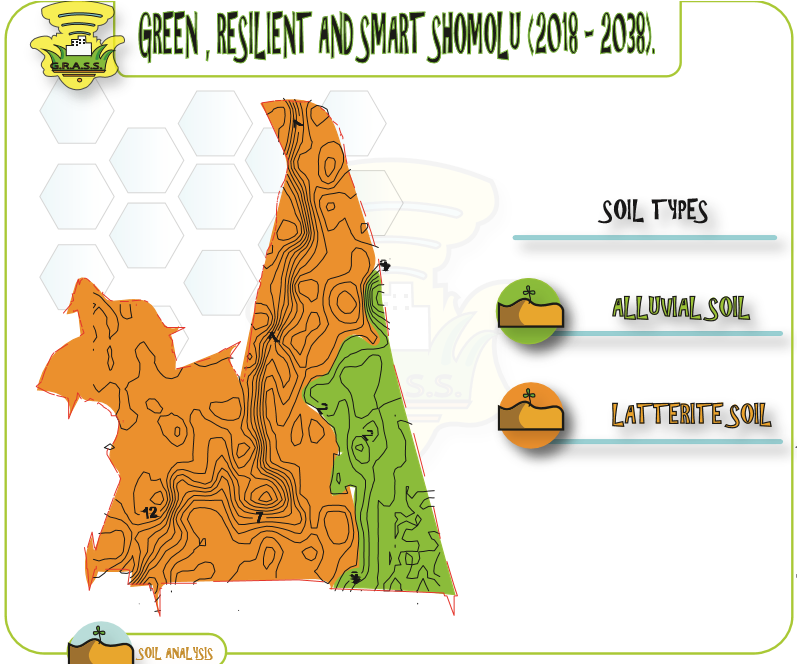 GREEN , RESILIENT AND SMART SHOMOLU (2018 - 2038).
G.R.A.S.S.
SOIL TYPES
ALLUVIAL SOIL
LATTERITE SOIL
12
7
SOIL ANALYSIS